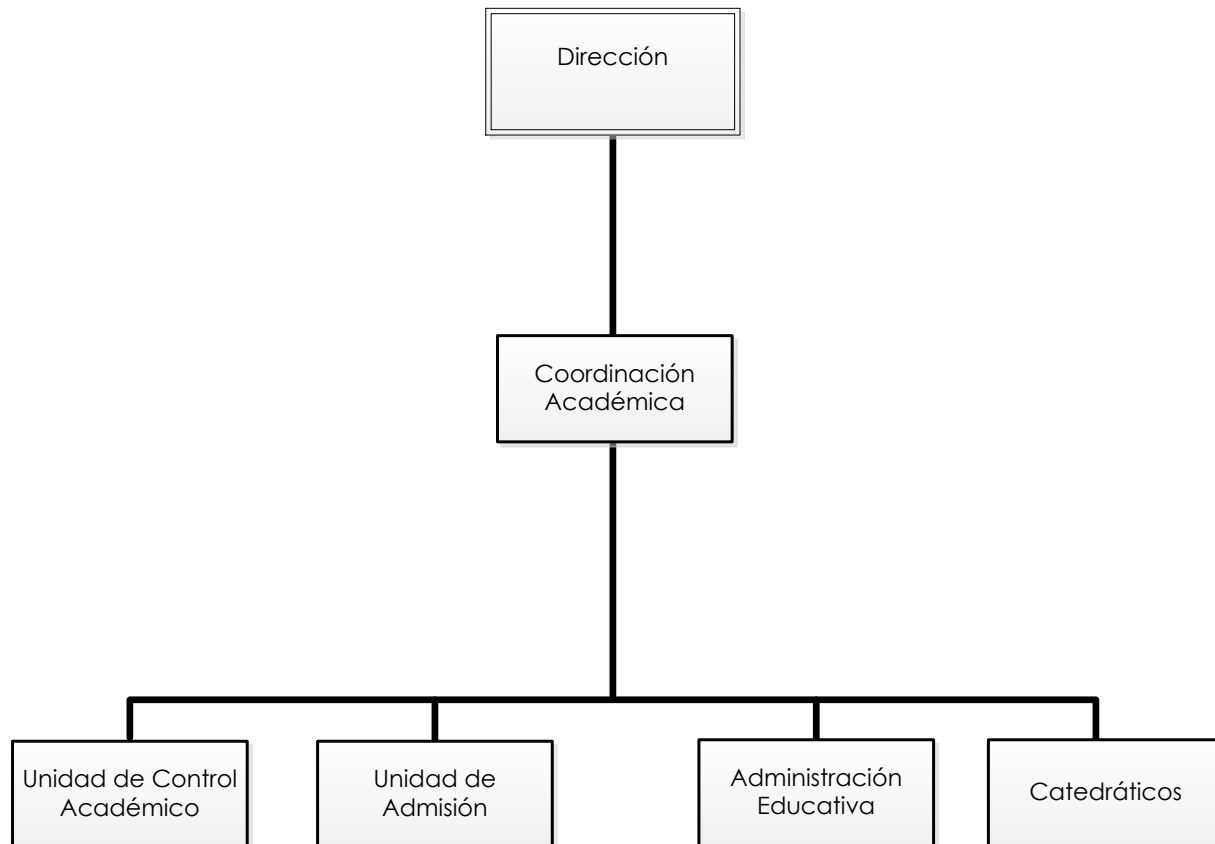 Dirección
Coordinación
Académica
Unidad de Control
Académico
Unidad de
Admisión
Administración
Educativa
Catedráticos